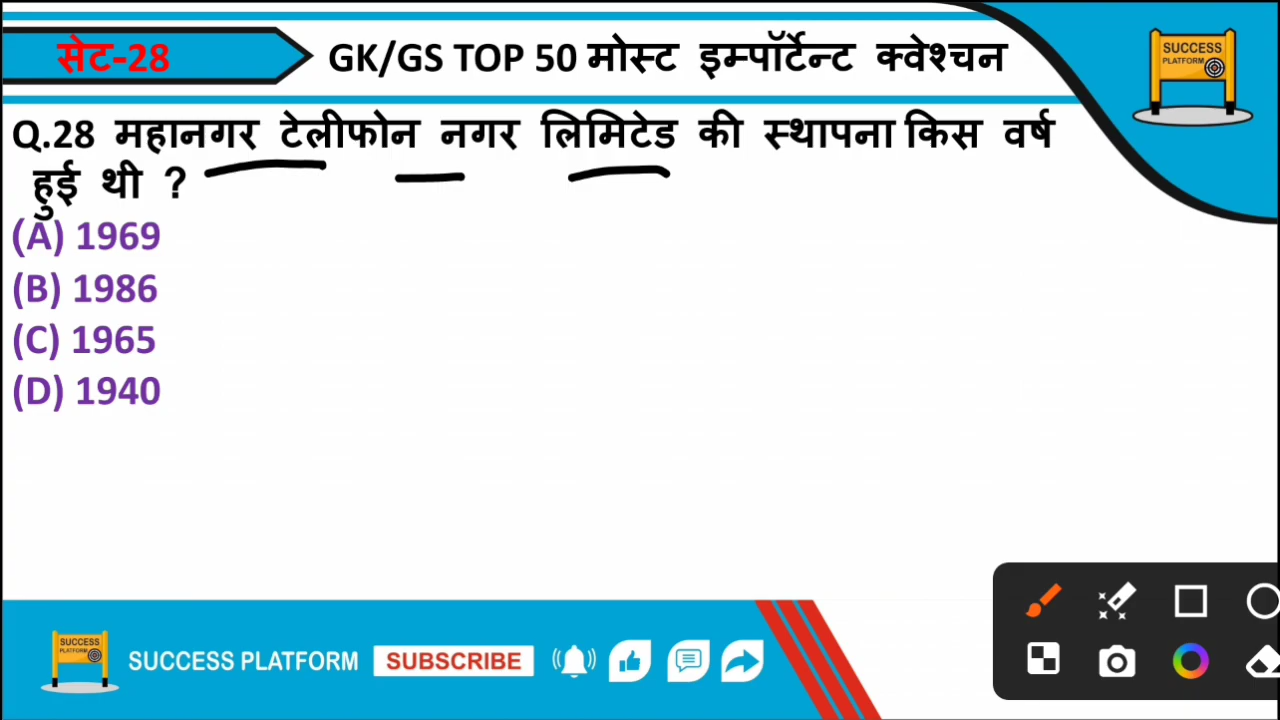 सेट-28
GK/GS TOP 50 मोस्ट इम्पॉर्टेन्ट क्वेश्चन
SUCCESS
PLATFORM
Q.28 महानगर टेलीफोन नगर लिमिटेड की स्थापना किस वर्ष
हुई थी ?
(A) 1969
(B) 1986
(C) 1965
(D) 1940
SUCCESS
PLATFORM
SUCCESS PLATFORM
SUBSCRIBE